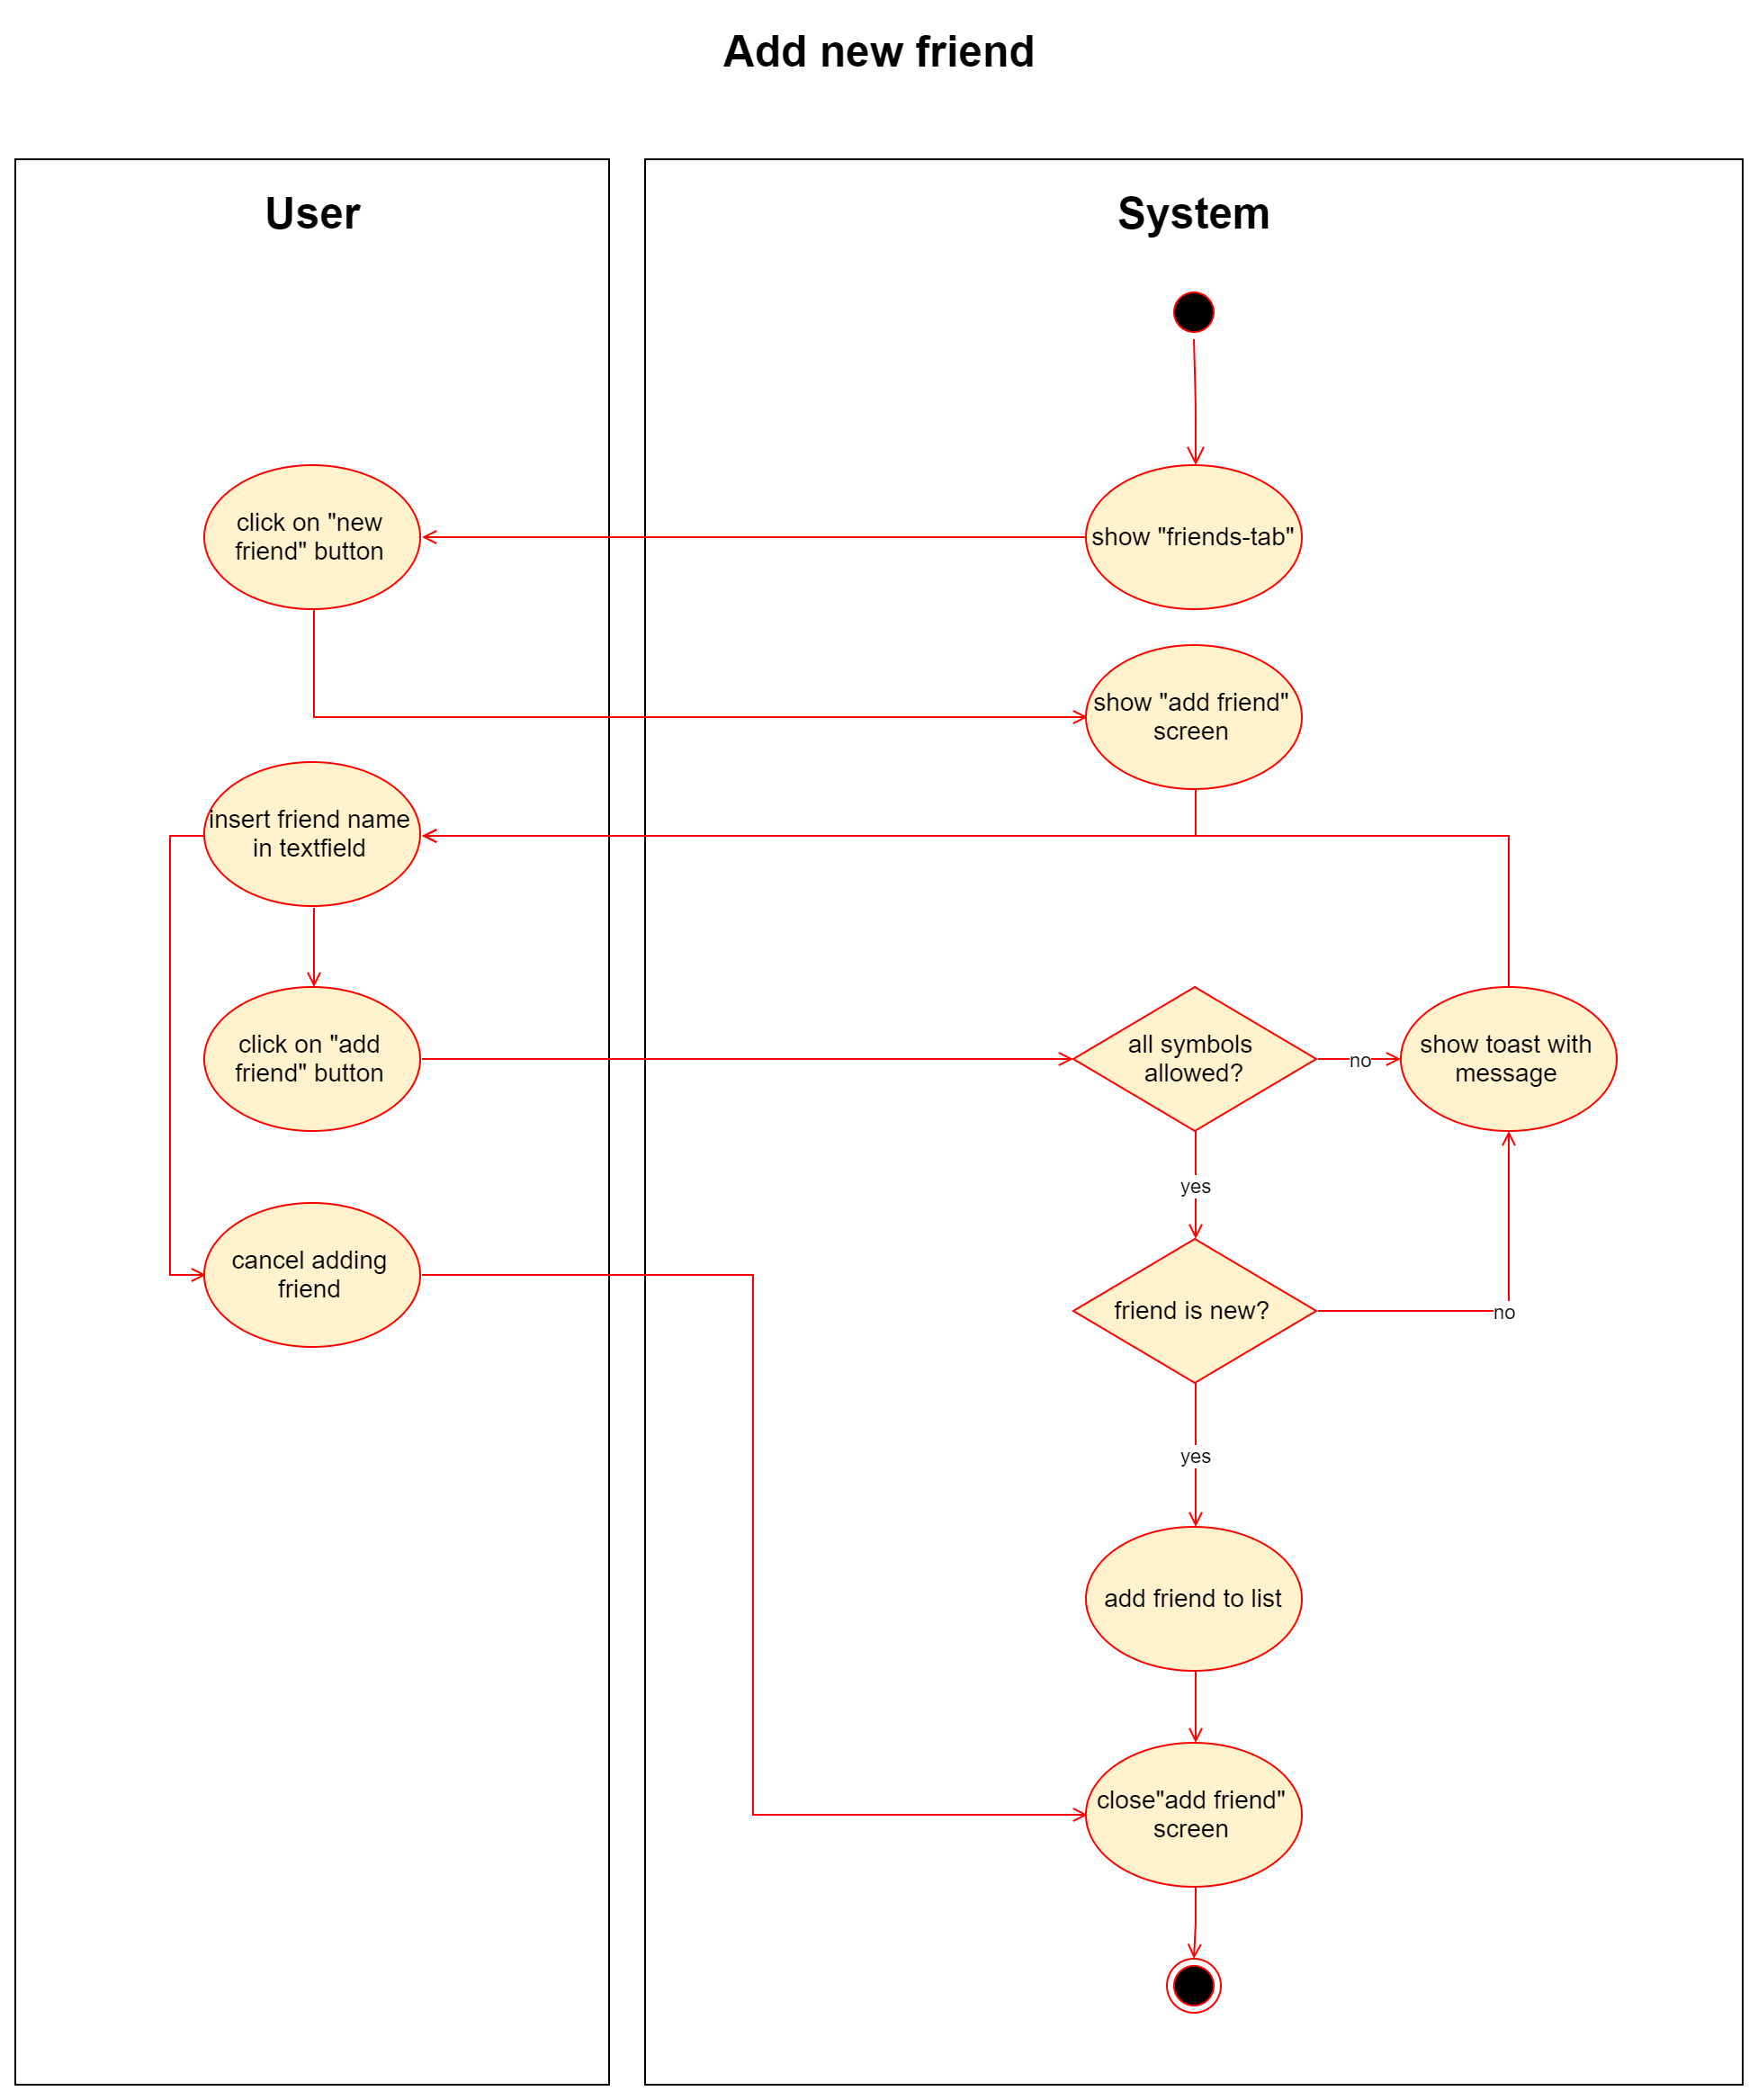 Add new friend
User
System
click on "new
friend" button
show "friends-tab"
show "add friend"
screen
insert friend name
in textfield
click on "add
friend" button
all symbols
allowed?
no
show toast with
message
yes
cancel adding
friend
friend is new?
no
yes
add friend to list
close"add friend"
screen